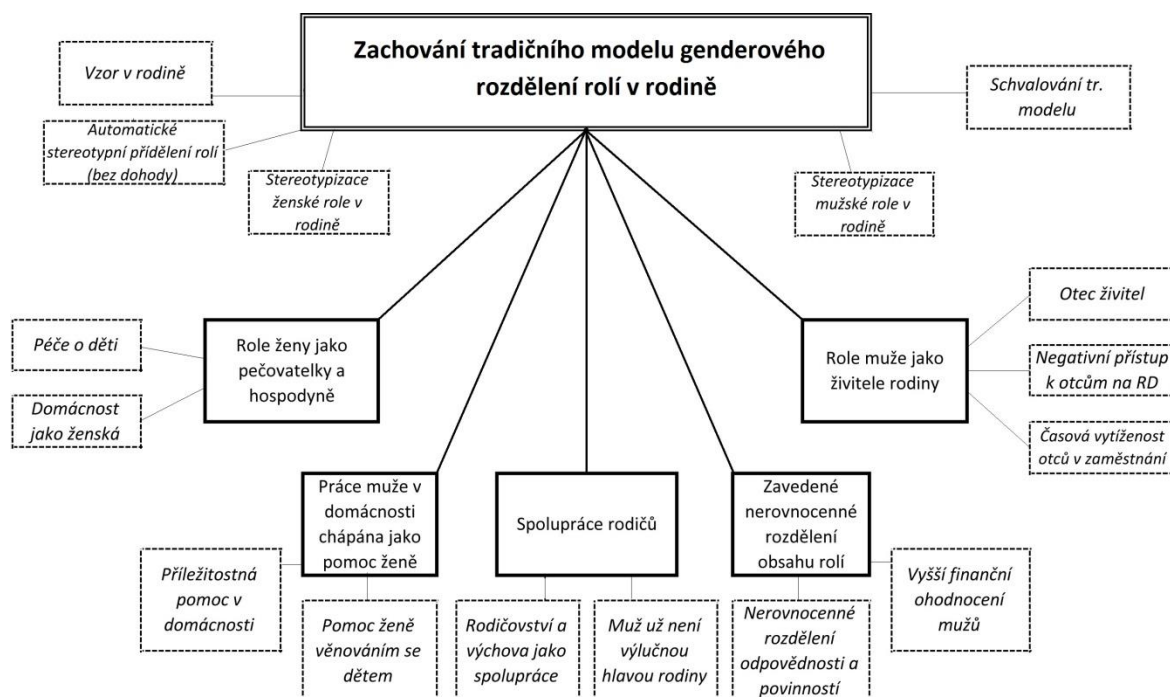 Zachování tradičního modelu genderového
rozdělení rolí v rodině
Vzor v rodině
Schvalování tr.
modelu
Automatické
stereotypní přídělení rolí
(bez dohody)
Stereotypizace
ženské role v
rodině
Stereotypizace
mužské role v
rodině
Péče o děti
Domácnost
jako ženská
Role ženy jako
pečovatelky a
hospodyně
Role muže jako
živitele rodiny
Otec živitel
Negativní přístup
k otcům na RD
Časová vytíženost
otců v zaměstnání
Práce muže v
domácnosti
chápána jako
pomoc ženě
Spolupráce rodičů
Zavedené
nerovnocenné
rozdělení
obsahu rolí
Příležitostná
pomoc v
domácnosti
Pomoc ženě
věnováním se
dětem
Rodičovství a
výchova jako
spolupráce
Muž už není
výlučnou
hlavou rodiny
Nerovnocenné
rozdělení
odpovědnosti a
povinností
Vyšší finanční
ohodnocení
mužů